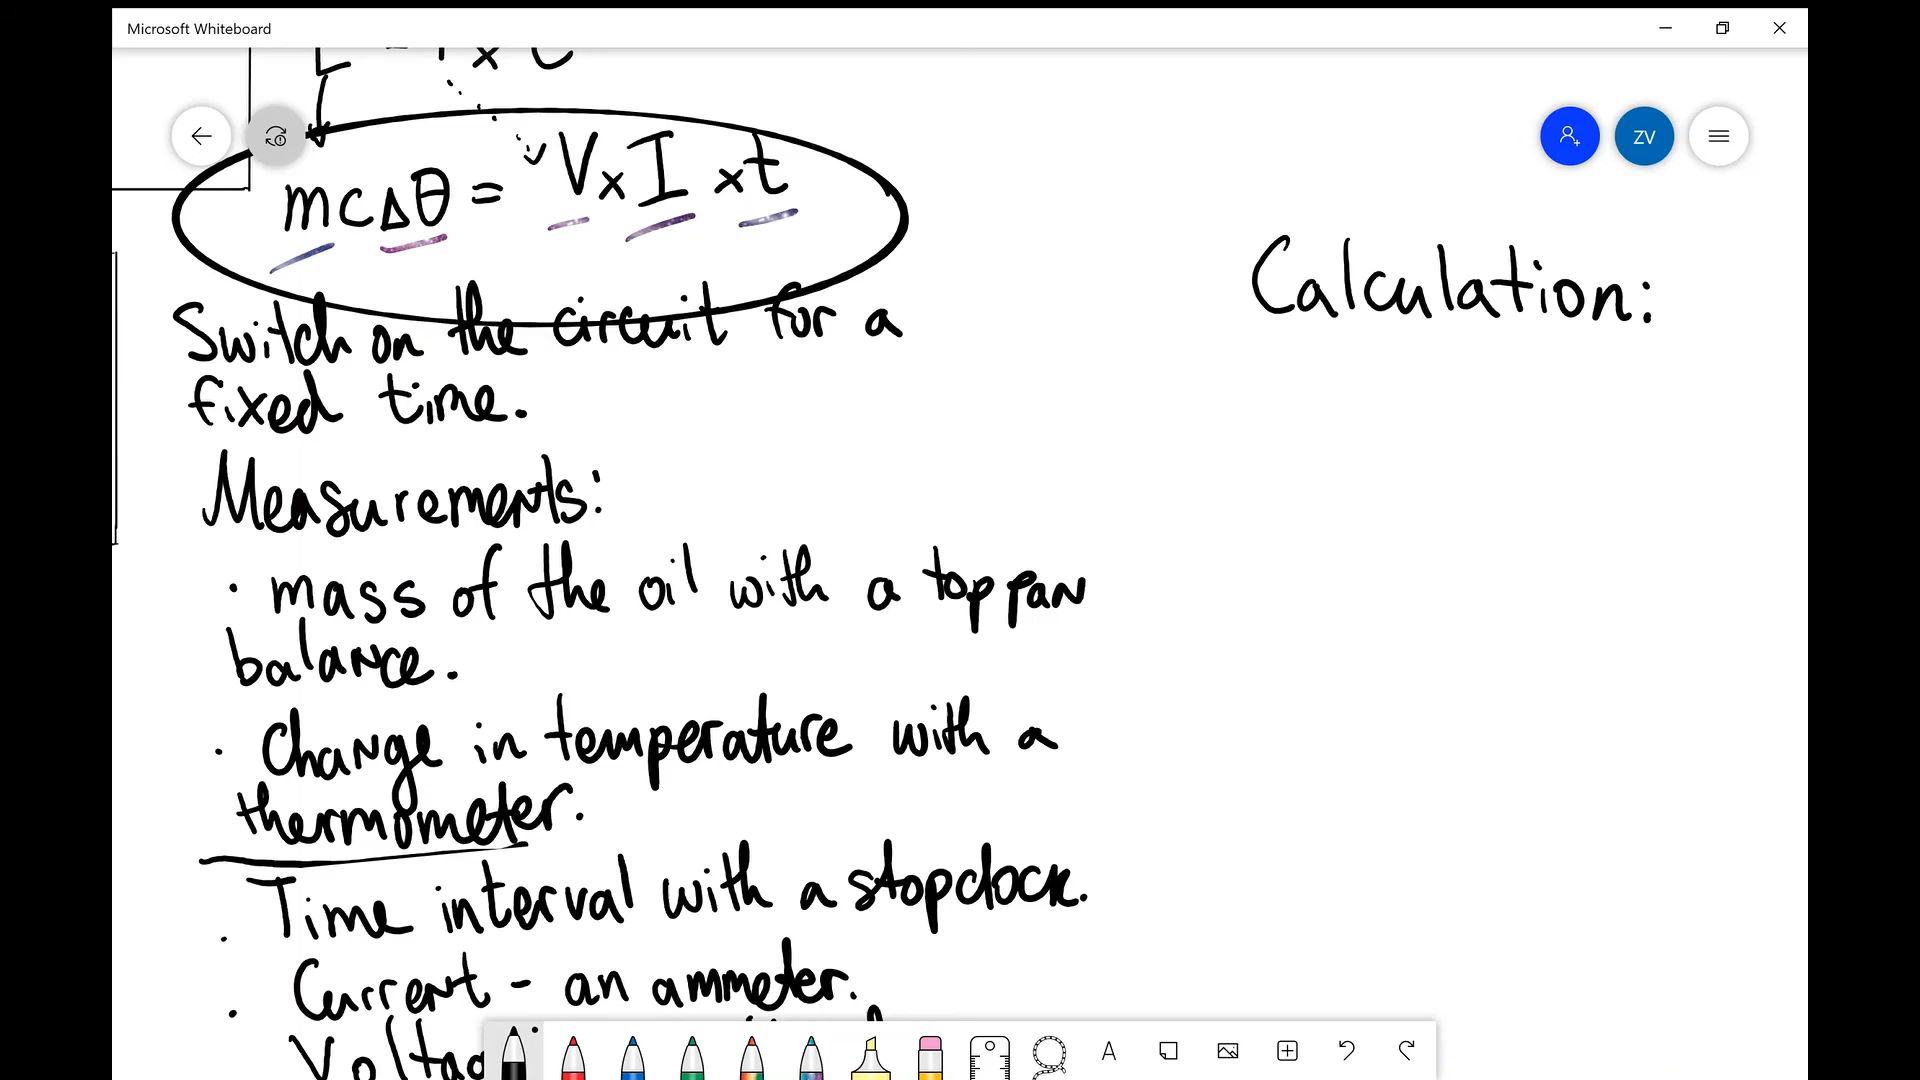 Microsoft Whiteboard
ZV
mcΔθ = V x I x t
Calculation:
Switch on the circuit for a
fixed time.
Measurements:
· mass of the oil with a top pan
balance.
· Change in temperature with a
thermometer.
· Time interval with a stopclock.
· Current - an ammeter.
A